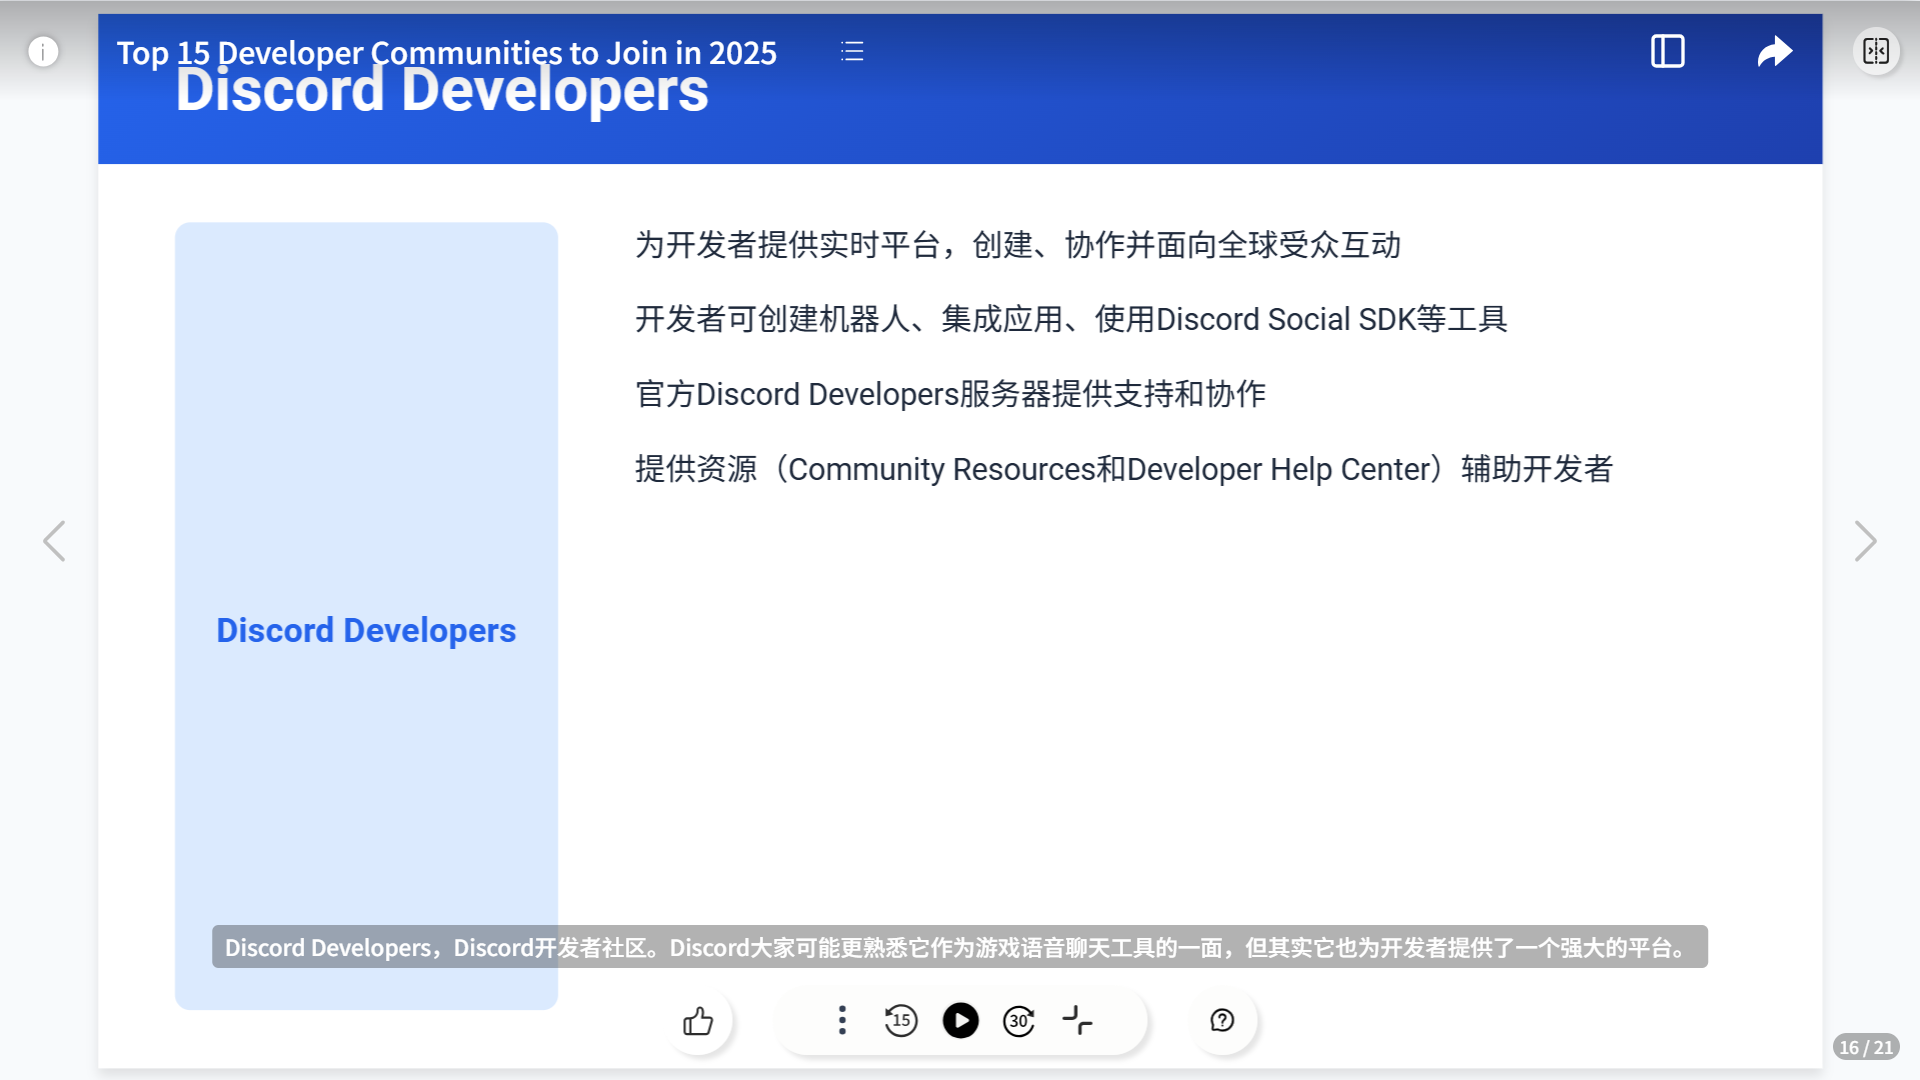 Top 15 Developer Communities to Join in 2025
Discord Developers
为开发者提供实时平台，创建、协作并面向全球受众互动
开发者可创建机器人、集成应用、使用Discord Social SDK等工具
官方Discord Developers服务器提供支持和协作
提供资源（Community Resources和Developer Help Center）辅助开发者
Discord Developers
Discord Developers，Discord开发者社区。Discord大家可能更熟悉它作为游戏语音聊天工具的一面，但其实它也为开发者提供了一个强大的平台。
15
30
16 / 21